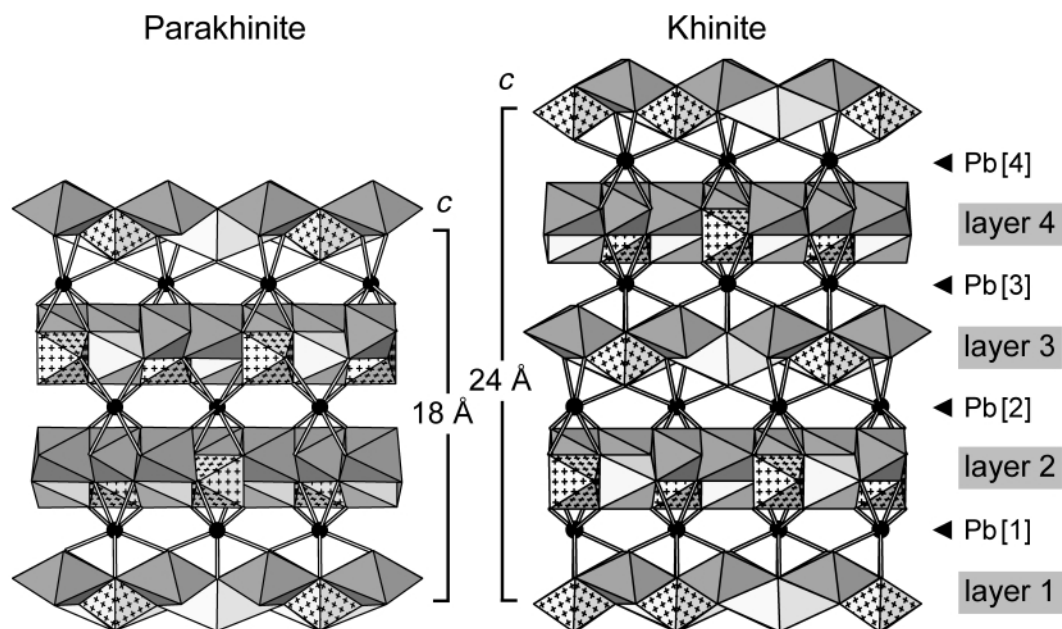 Parakhinite
Khinite
c
c
18 Å
24 Å
◄ Pb[4]
layer 4
◄ Pb[3]
layer 3
◄ Pb[2]
layer 2
◄ Pb[1]
layer 1